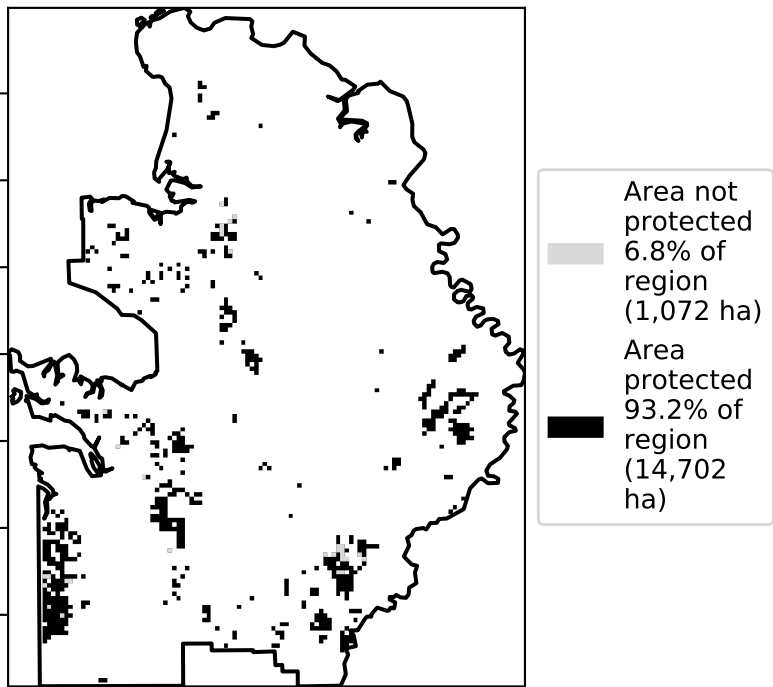 Area not
protected
6.8% of
region
(1,072 ha)
Area
protected
93.2% of
region
(14,702
ha)